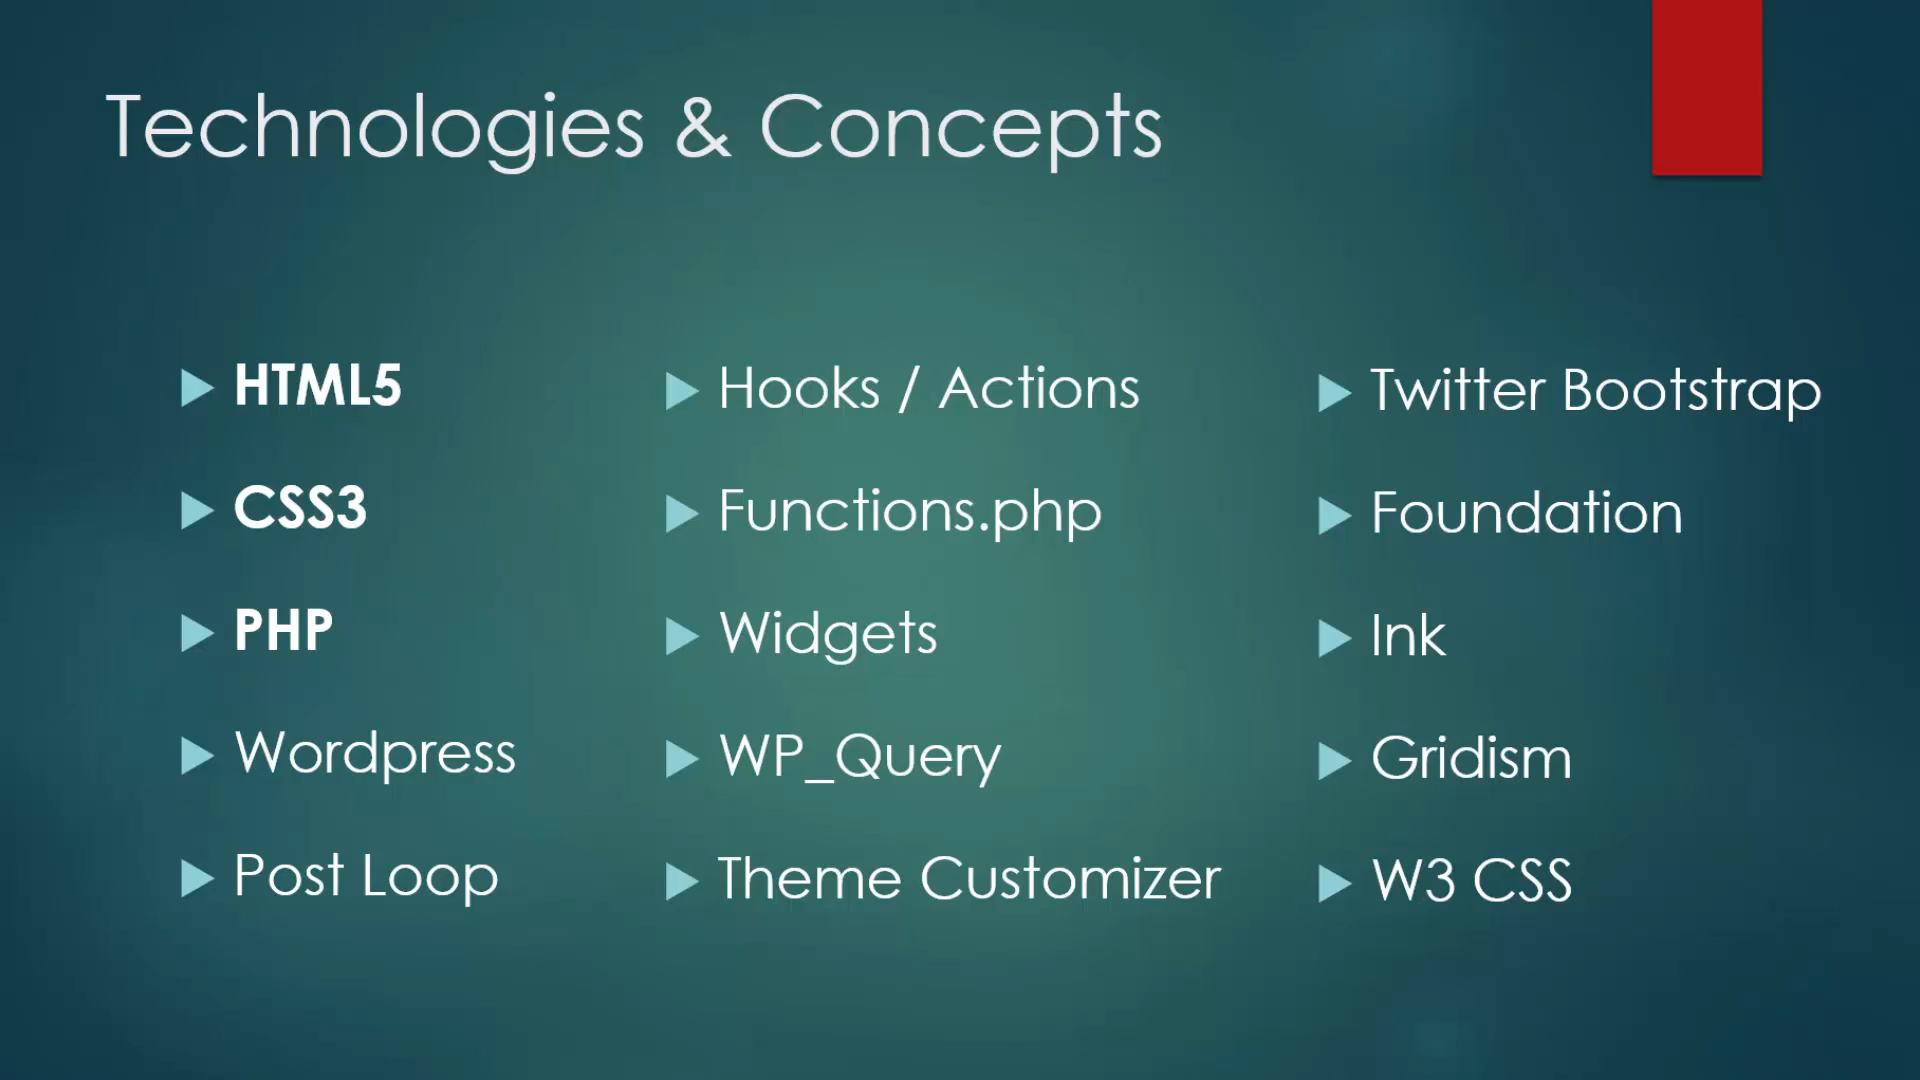 Technologies & Concepts
HTML5
CSS3
PHP
Wordpress
Post Loop
Hooks / Actions
Functions.php
Widgets
WP_Query
Theme Customizer
Twitter Bootstrap
Foundation
Ink
Gridism
W3 CSS